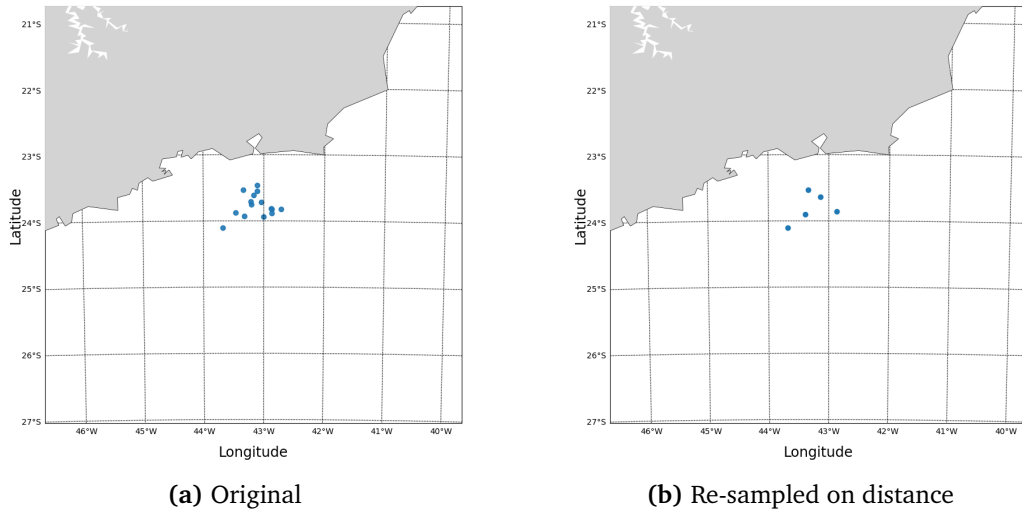 21°S
22°S
23°S
24°S
25°S
26°S
27°S
Latitude
46°W 45°W 44°W 43°W 42°W 41°W 40°W
Longitude
(a) Original
21°S
22°S
23°S
24°S
25°S
26°S
27°S
Latitude
46°W 45°W 44°W 43°W 42°W 41°W 40°W
Longitude
(b) Re-sampled on distance